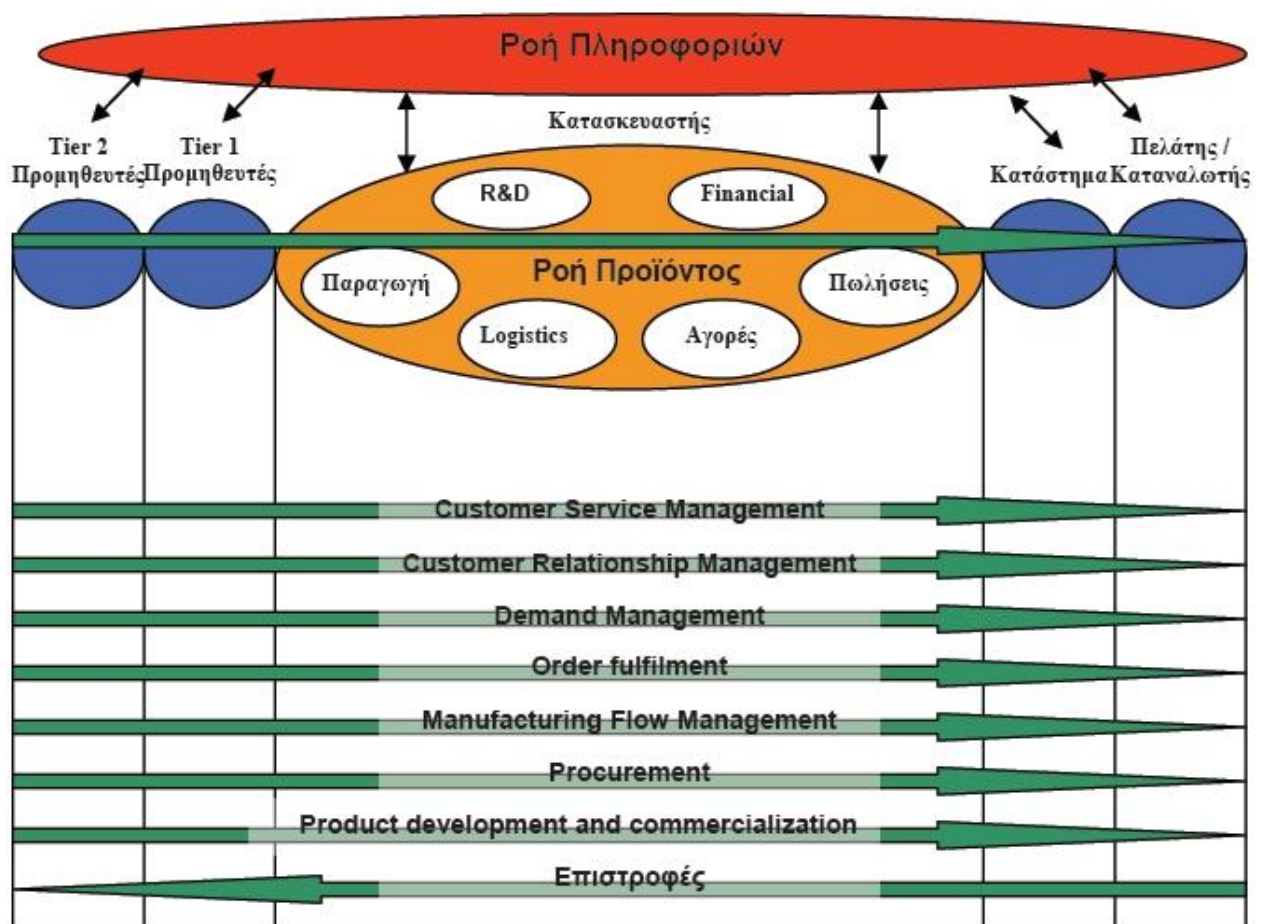 Ροή Πληροφοριών
Κατασκευαστής
Tier 2
Προμηθευτές
Tier 1
Προμηθευτές
Κατάστημα
Πελάτης /
Καταναλωτής
R&D
Financial
Παραγωγή
Ροή Προϊόντος
Πωλήσεις
Logistics
Αγορές
Customer Service Management
Customer Relationship Management
Demand Management
Order fulfilment
Manufacturing Flow Management
Procurement
Product development and commercialization
Επιστροφές